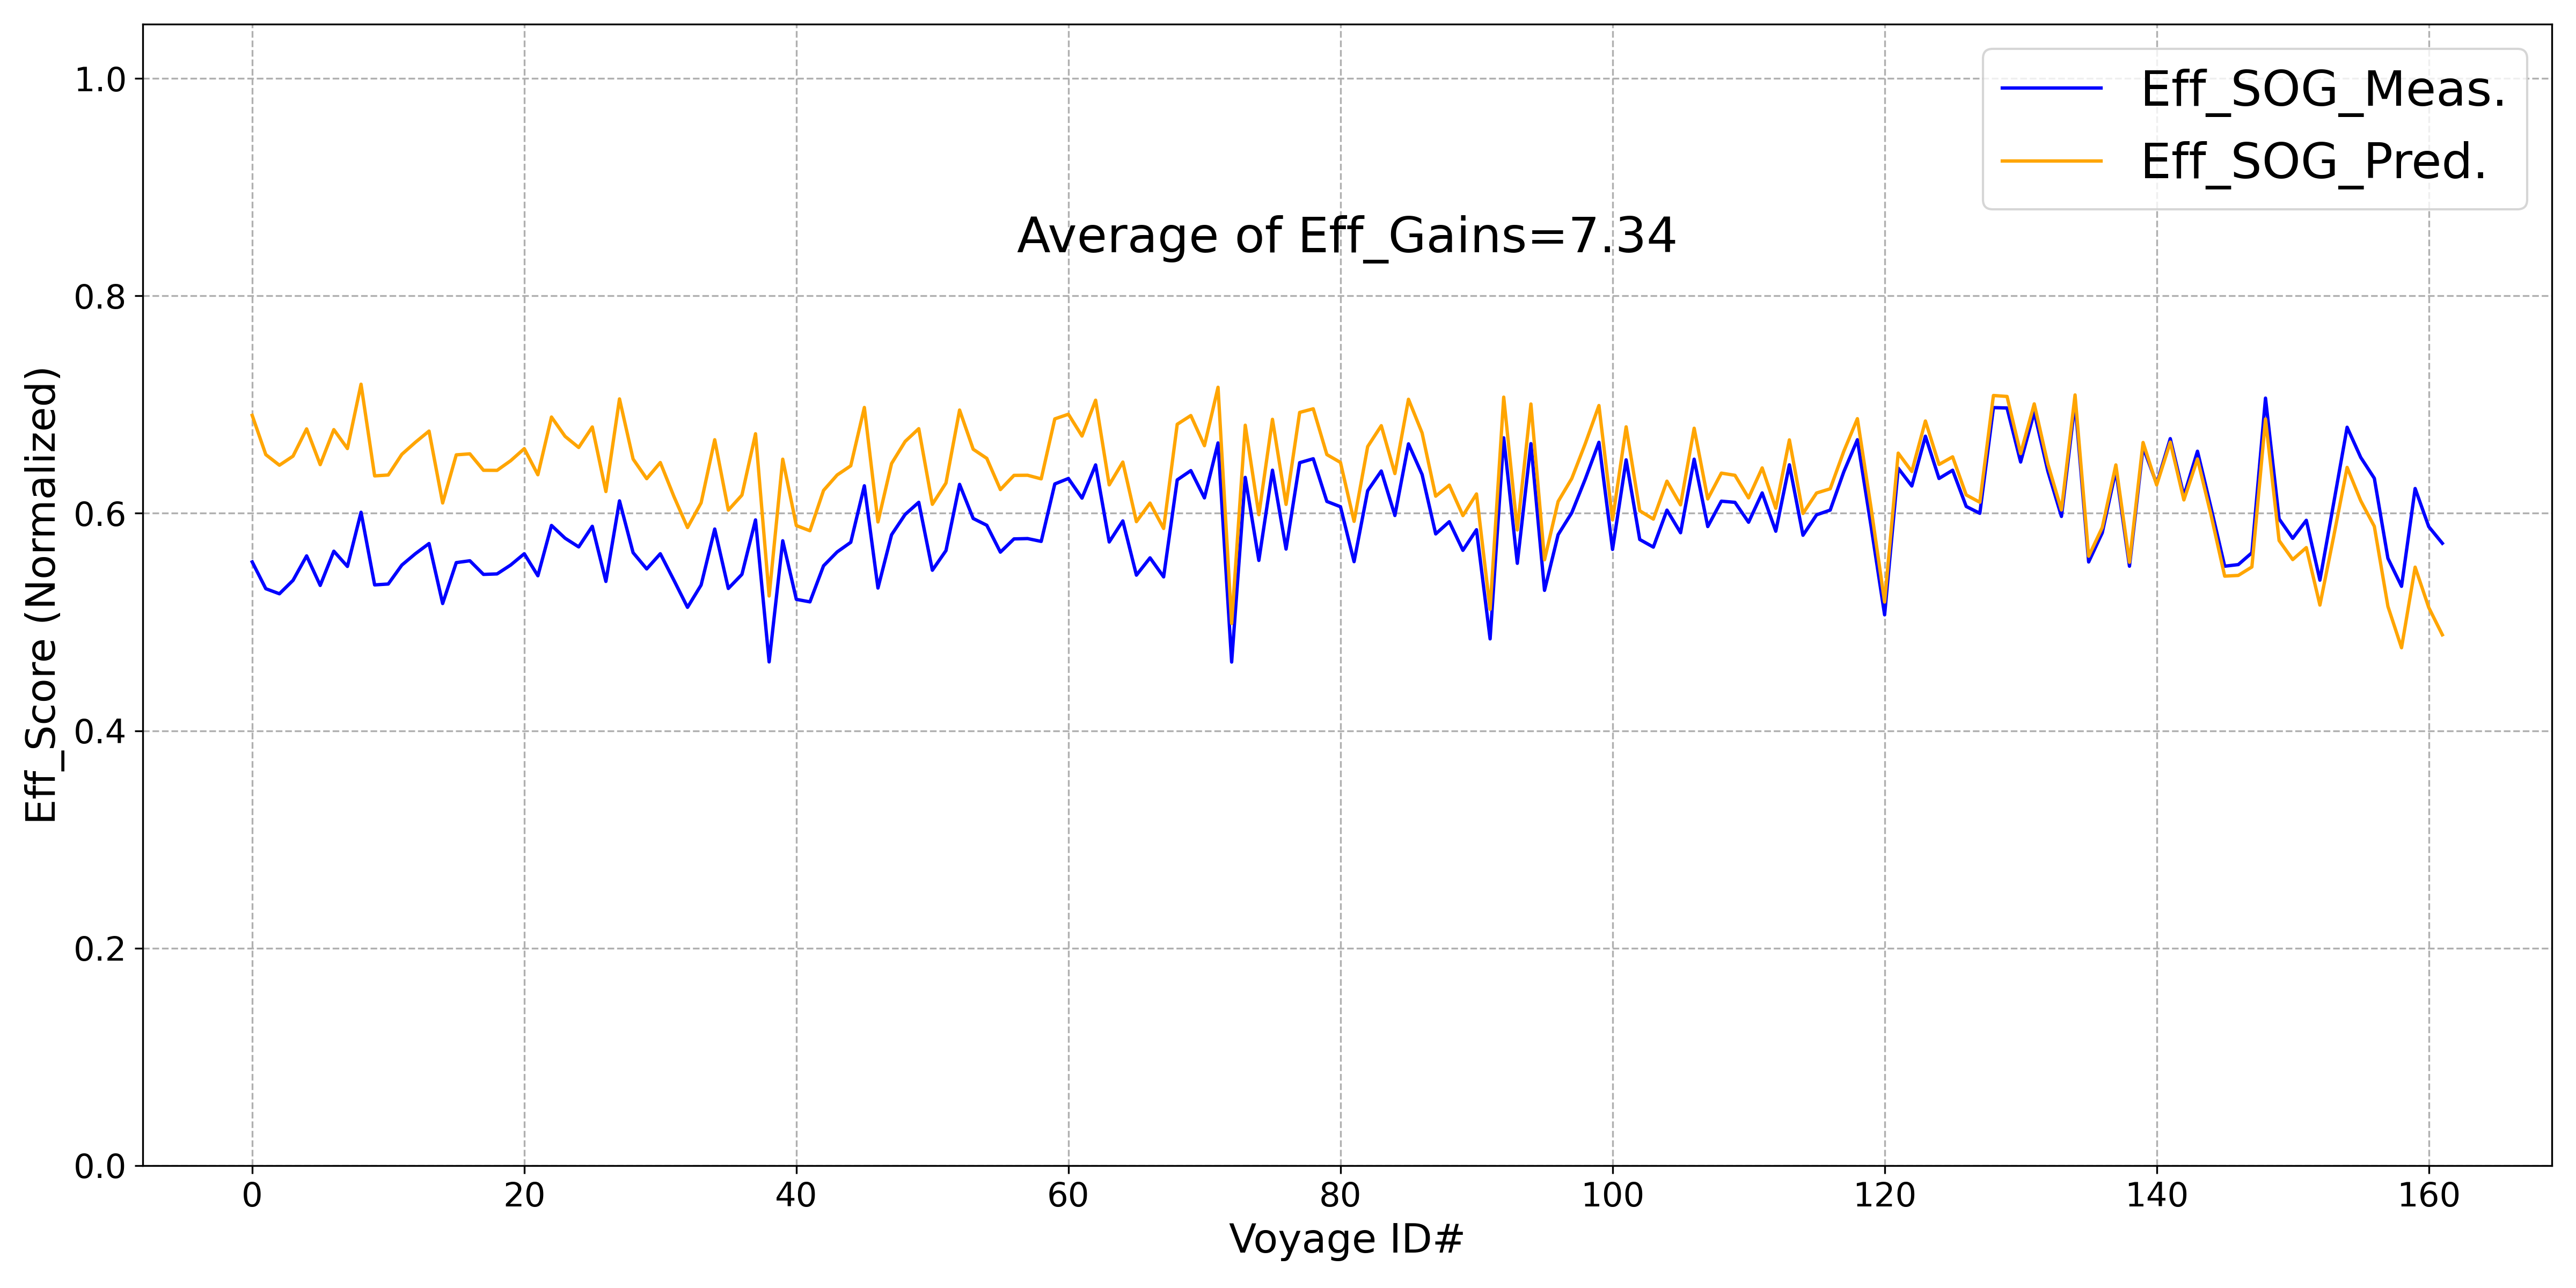 Eff_SOG_Meas.
Eff_SOG_Pred.
Average of Eff_Gains=7.34
Eff_Score (Normalized)
1.0
0.8
0.6
0.4
0.2
0.0
0 20 40 60 80 100 120 140 160
Voyage ID#